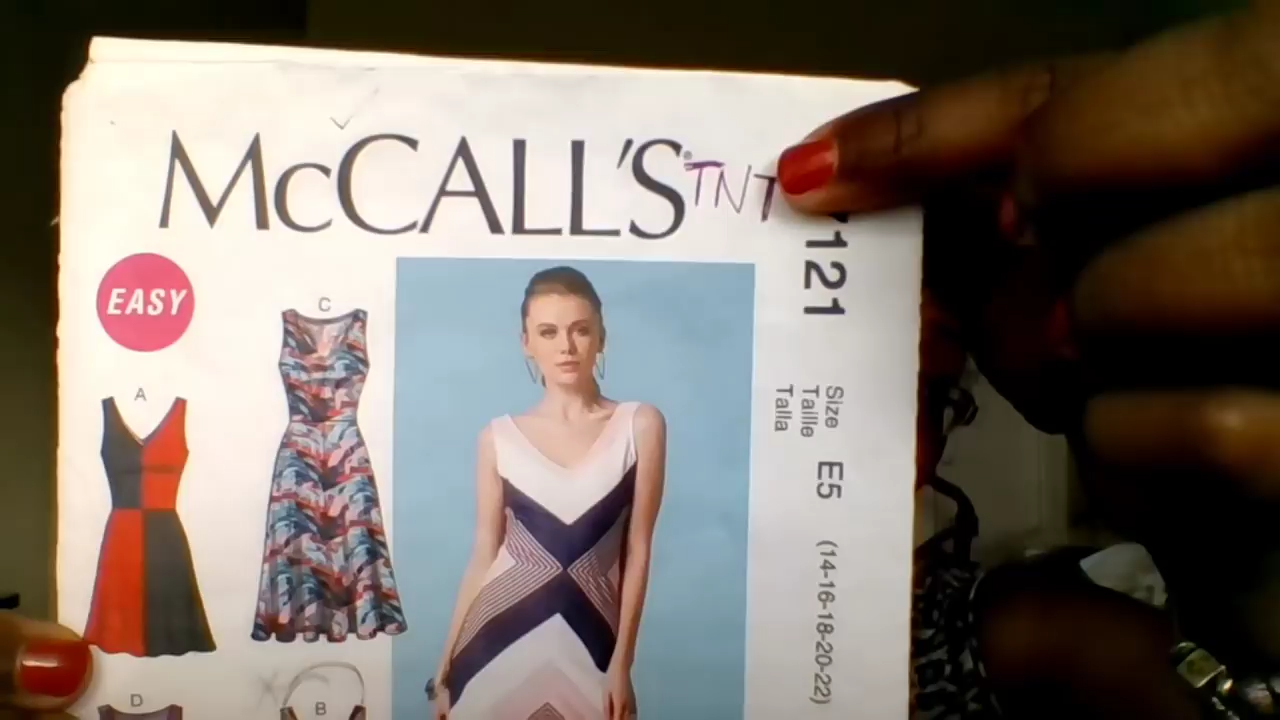 McCALL'S
TNT
EASY
C
A
121
Size
Taille
Talla
E5
(14-16-18-20-22)
D
B